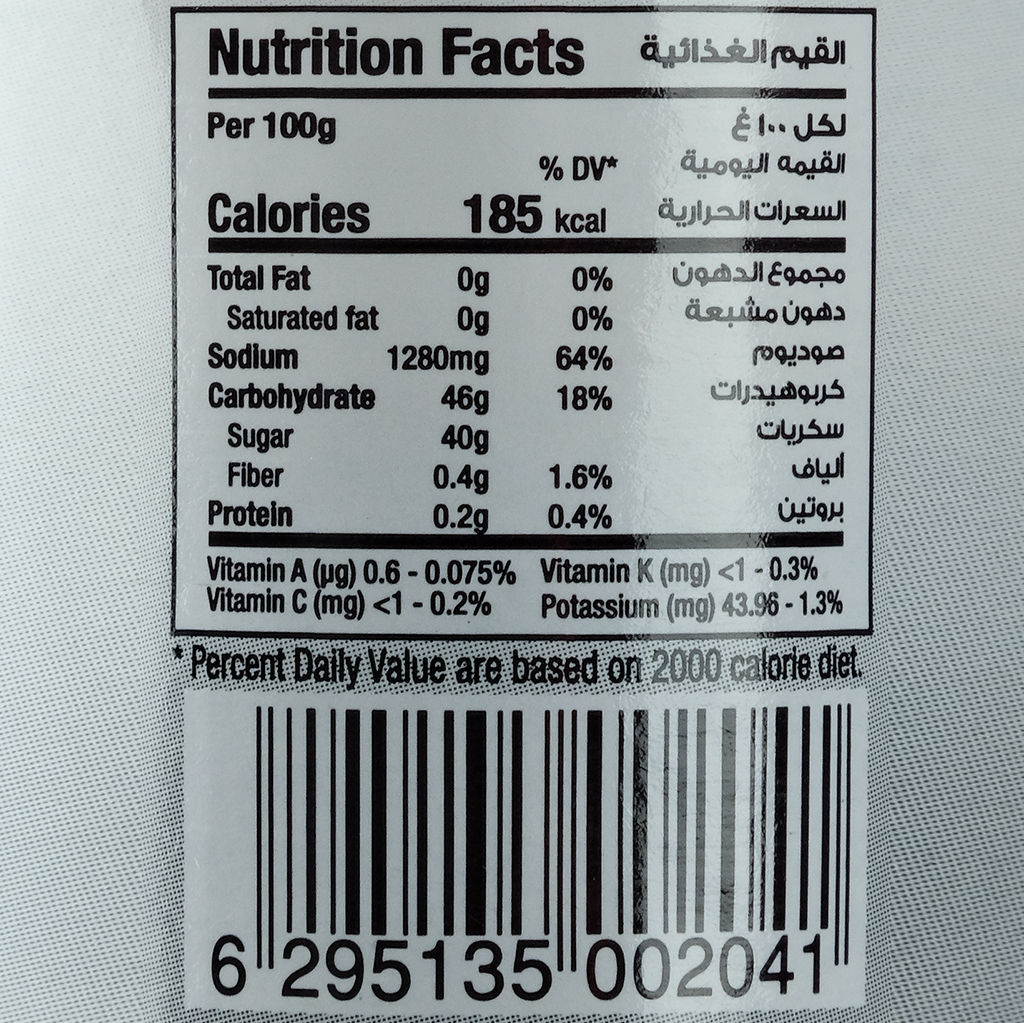 Nutrition Facts القيم الغذائية
Per 100g لكل ١٠٠ غ
% DV* القيمه اليومية
Calories 185 kcal السعرات الحرارية
Total Fat 0g 0% مجموع الدهون
Saturated fat 0g 0% دهون مشبعة
Sodium 1280mg 64% صوديوم
Carbohydrate 46g 18% كربوهيدرات
Sugar 40g سكريات
Fiber 0.4g 1.6% ألياف
Protein 0.2g 0.4% بروتين
Vitamin A (µg) 0.6 - 0.075% Vitamin K (mg) <1 - 0.3%
Vitamin C (mg) <1 - 0.2% Potassium (mg) 43.96 - 1.3%
* Percent Daily Value are based on 2000 calorie diet.
6 295135 002041